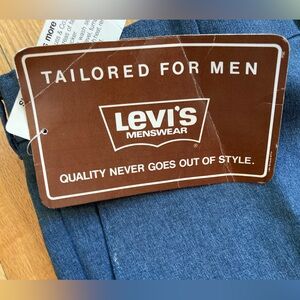 TAILORED FOR MEN
Levi's
MENSWEAR
®
QUALITY NEVER GOES OUT OF STYLE.